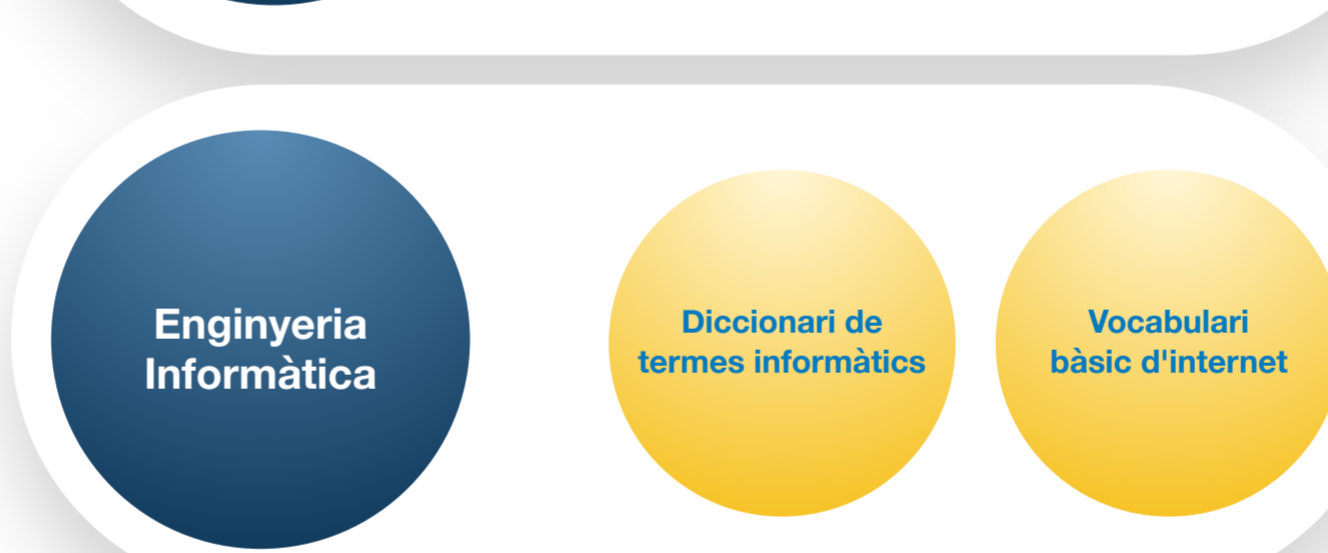 Enginyeria
Informàtica
Diccionari de
termes informàtics
Vocabulari
bàsic d'internet